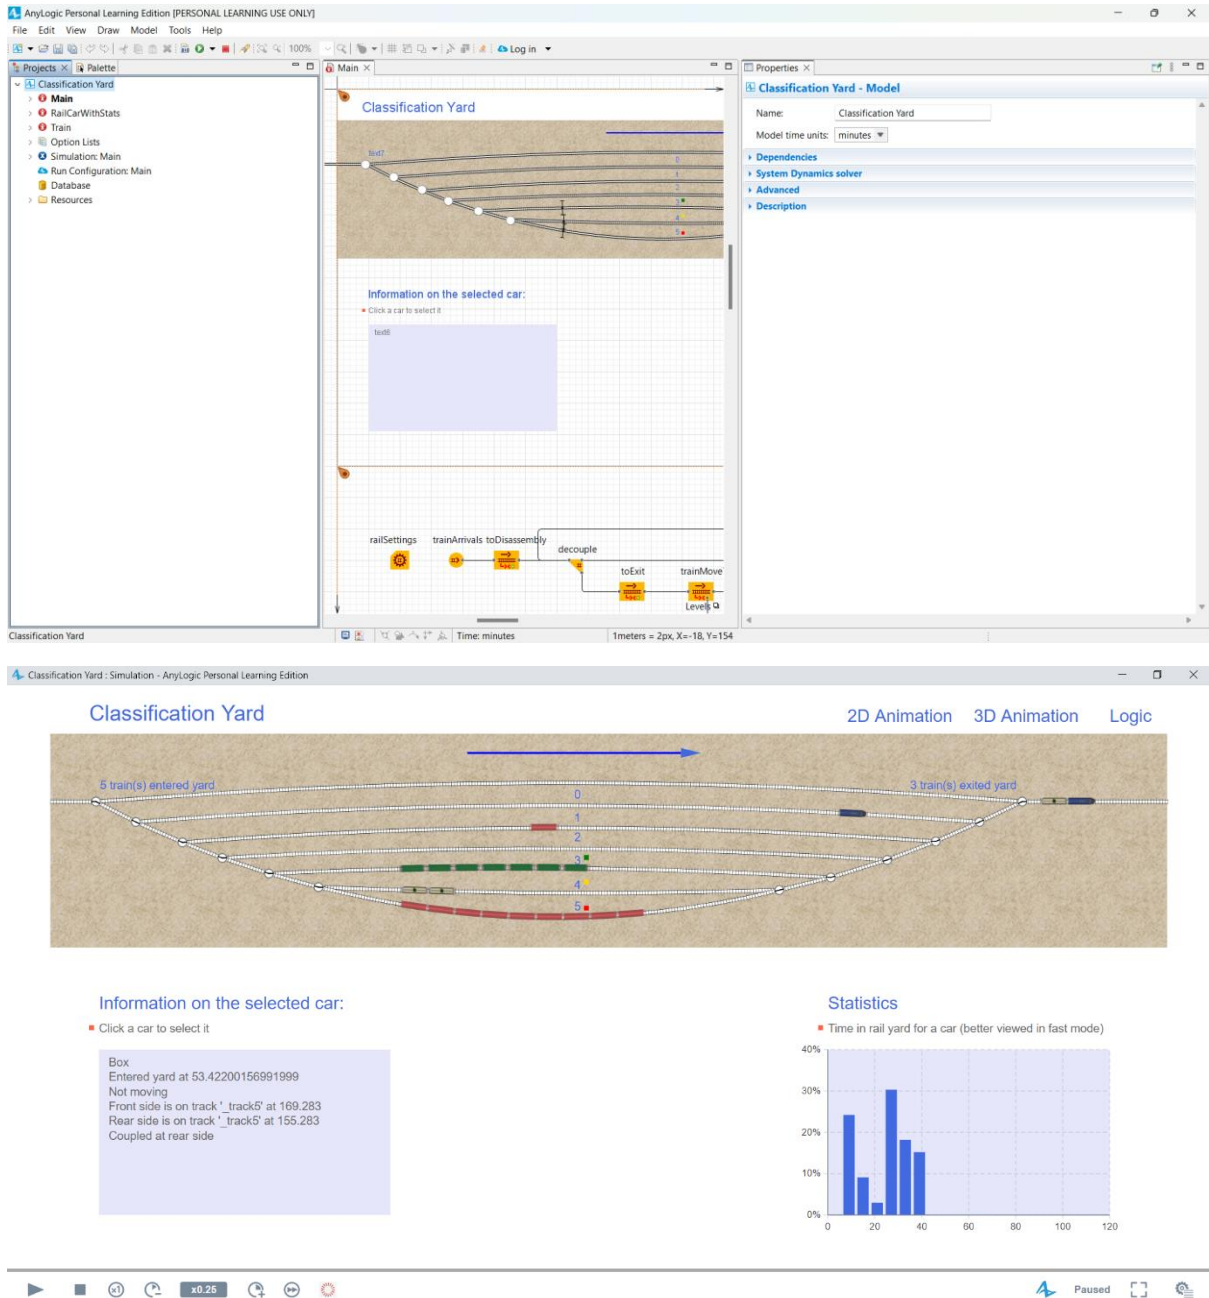 AnyLogic Personal Learning Edition [PERSONAL LEARNING USE ONLY]
File Edit View Draw Model Tools Help
100% Log in
Projects Palette
Classification Yard
Main
RailCarWithStats
Train
Option Lists
Simulation: Main
Run Configuration: Main
Database
Resources
Main
Classification Yard
text7
0
1
2
3
4
5
Information on the selected car:
Click a car to select it
text6
railSettings trainArrivals toDisassembly
decouple
toExit trainMove
Levels
Properties
Classification Yard - Model
Name: Classification Yard
Model time units: minutes
Dependencies
System Dynamics solver
Advanced
Description
Classification Yard Time: minutes 1meters = 2px, X=-18, Y=154
Classification Yard : Simulation - AnyLogic Personal Learning Edition
Classification Yard 2D Animation 3D Animation Logic
5 train(s) entered yard 3 train(s) exited yard
0
1
2
3
4
5
Information on the selected car:
Click a car to select it
Box
Entered yard at 53.42200156991999
Not moving
Front side is on track '_track5' at 169.283
Rear side is on track '_track5' at 155.283
Coupled at rear side
Statistics
Time in rail yard for a car (better viewed in fast mode)
40%
30%
20%
10%
0%
0 20 40 60 80 100 120
x1 x0.25 Paused